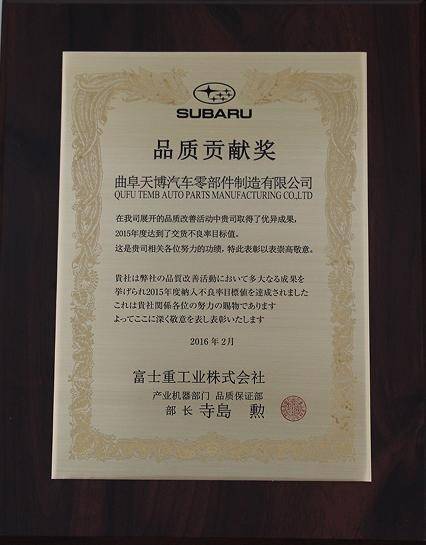 SUBARU
品质贡献奖
曲阜天博汽车零部件制造有限公司
QUFU TEMB AUTO PARTS MANUFACTURING CO.,LTD
在我司展开的品质改善活动中贵司取得了优异成果,
2015年度达到了交货不良率目标值。
这是贵司相关各位努力的功绩，特此表彰以表崇高敬意。
貴社は弊社の品質改善活動において多大なる成果を
挙げられ2015年度納入不良率目標値を達成されました
これは貴社関係各位の努力の賜物であります
よってここに深く敬意を表し表彰いたします
2016 年 2月
富士重工业株式会社
产业机器部门 品质保证部
部 长 寺島 勲